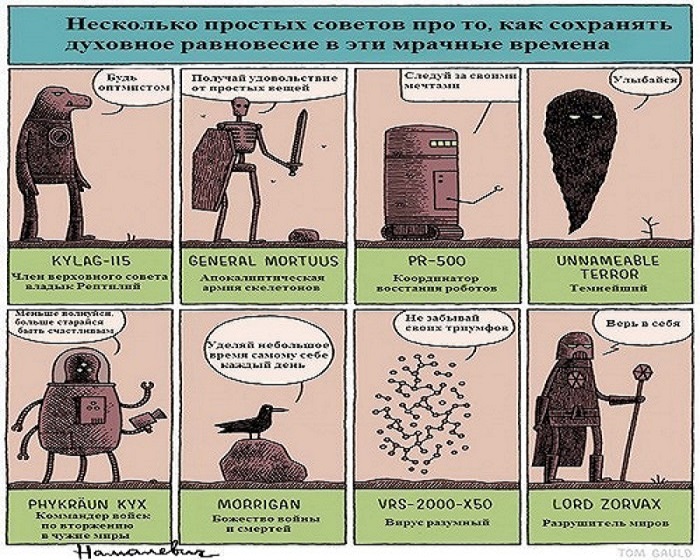 Несколько простых советов про то, как сохранять
духовное равновесие в эти мрачные времена
Будь
оптмистом
Получай удовольствие
от простых вещей
Следуй за своими
мечтами
Улыбайся
KYLAG-115
Член верховного совета
владык Рептилий
GENERAL MORTUUS
Апокалиптическая
армия скелетонов
PR-500
Координатор
восстания роботов
UNNAMEABLE
TERROR
Темнейший
Меньше волнуйся,
больше старайся
быть счастливым
Уделяй небольшое
время самому себе
каждый день
Не забывай
своих триумфов
Верь в себя
PHYKRÄUN KYX
Коммандер войск
по вторжению
в чужие миры
MORRIGAN
Божество войны
и смертей
VRS-2000-X50
Вирус разумный
LORD ZORVAX
Разрушитель миров
TOM GAULD